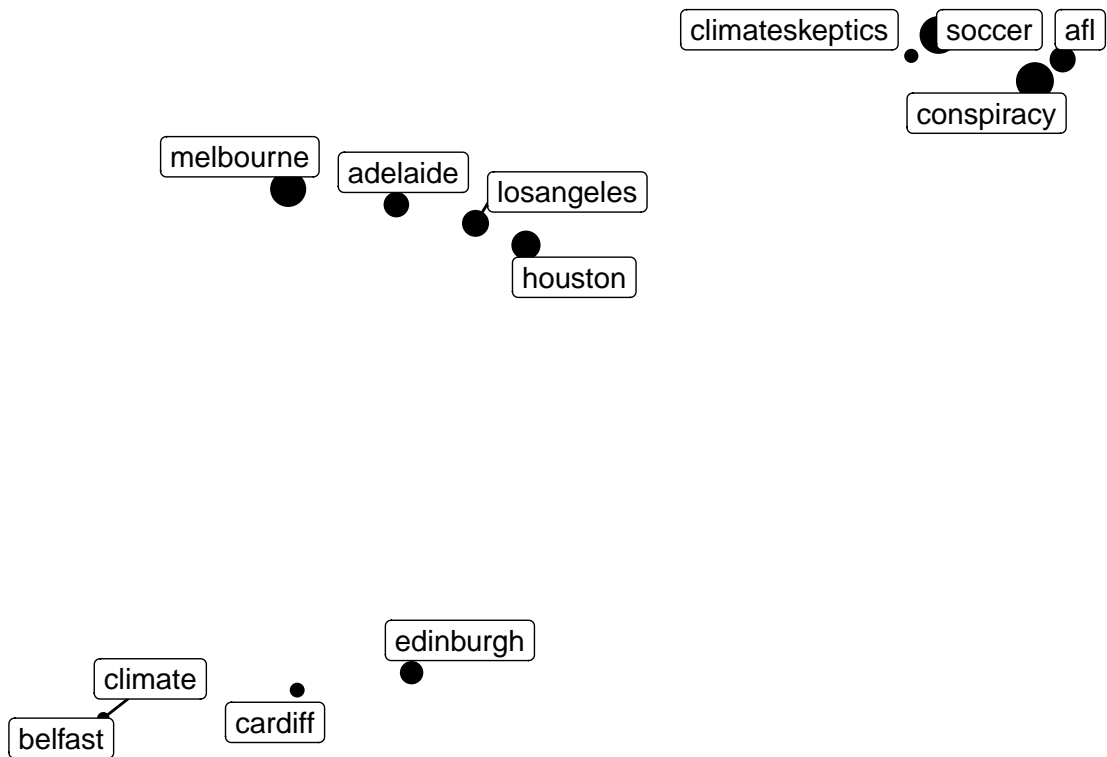 climateskeptics
soccer
afl
conspiracy
melbourne
adelaide
losangeles
houston
edinburgh
climate
cardiff
belfast